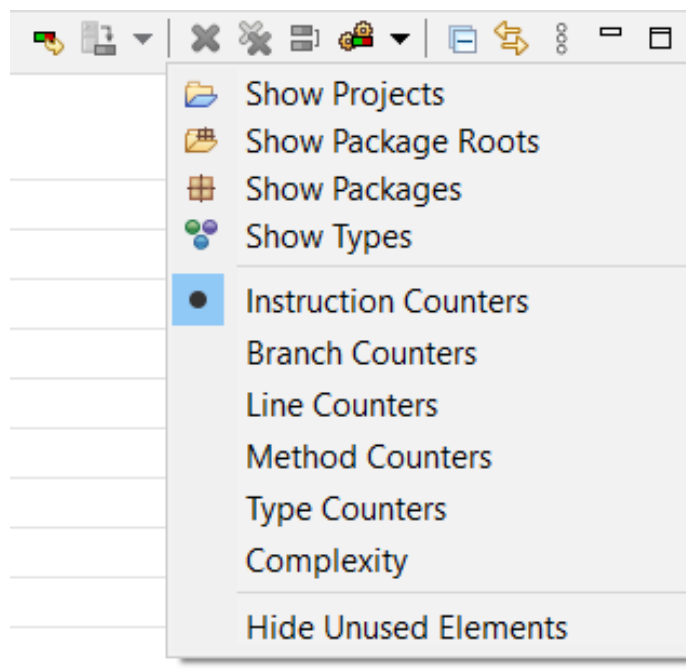 Show Projects
Show Package Roots
Show Packages
Show Types
Instruction Counters
Branch Counters
Line Counters
Method Counters
Type Counters
Complexity
Hide Unused Elements